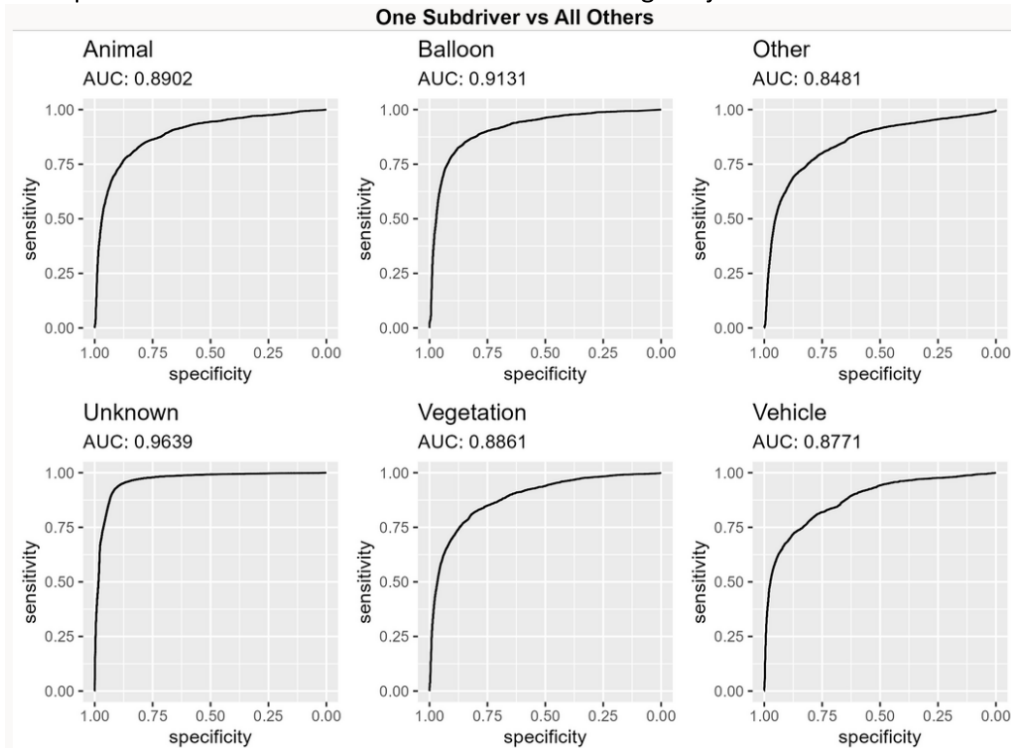 One Subdriver vs All Others
Animal
AUC: 0.8902
1.00
0.75
0.50
0.25
0.00
sensitivity
1.00 0.75 0.50 0.25 0.00
specificity
Balloon
AUC: 0.9131
1.00
0.75
0.50
0.25
0.00
sensitivity
1.00 0.75 0.50 0.25 0.00
specificity
Other
AUC: 0.8481
1.00
0.75
0.50
0.25
0.00
sensitivity
1.00 0.75 0.50 0.25 0.00
specificity
Unknown
AUC: 0.9639
1.00
0.75
0.50
0.25
0.00
sensitivity
1.00 0.75 0.50 0.25 0.00
specificity
Vegetation
AUC: 0.8861
1.00
0.75
0.50
0.25
0.00
sensitivity
1.00 0.75 0.50 0.25 0.00
specificity
Vehicle
AUC: 0.8771
1.00
0.75
0.50
0.25
0.00
sensitivity
1.00 0.75 0.50 0.25 0.00
specificity